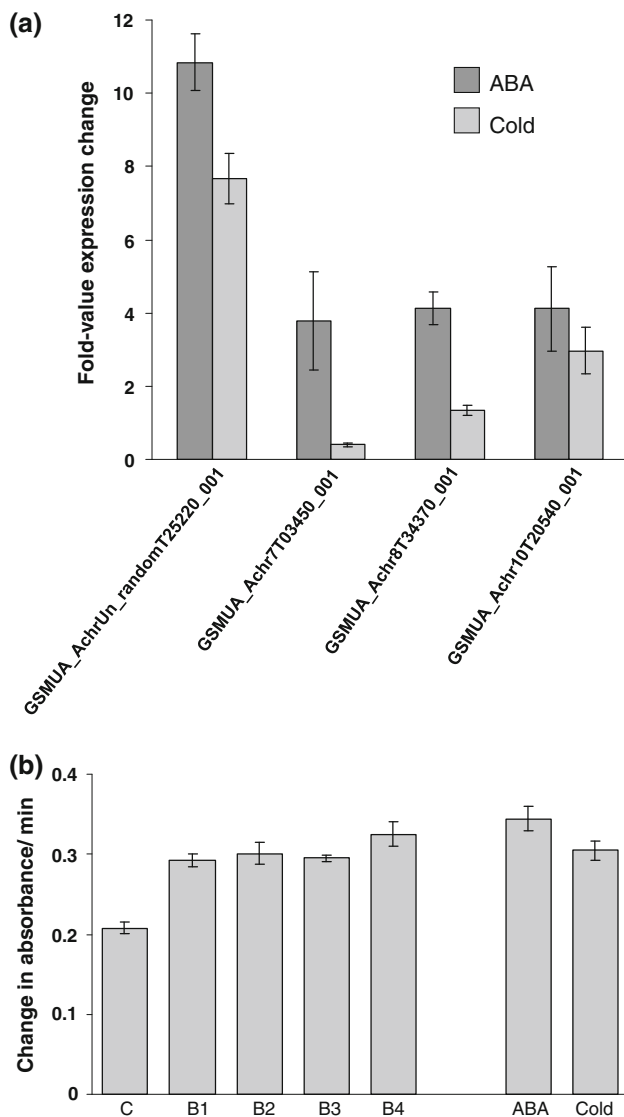 (a)
12
10
8
6
4
2
0
Fold-value expression change
ABA
Cold
GSMUA_AchrUn_randomT25220_001
GSMUA_Achr7T03450_001
GSMUA_Achr8T34370_001
GSMUA_Achr10T20540_001
(b)
0.4
0.3
0.2
0.1
0
Change in absorbance/ min
C B1 B2 B3 B4 ABA Cold